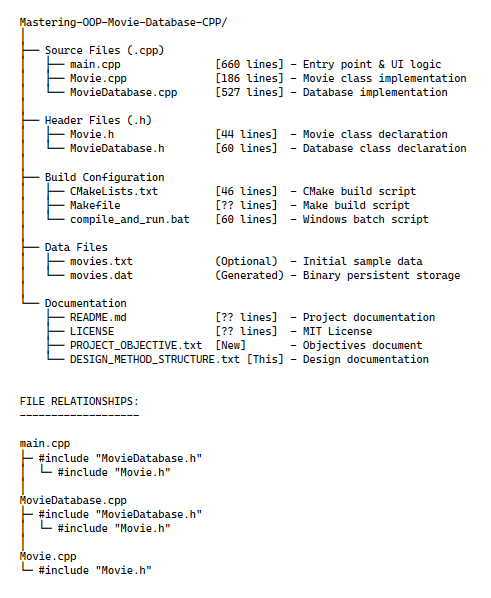 Mastering-OOP-Movie-Database-CPP/
│
├── Source Files (.cpp)
│   ├── main.cpp               [660 lines] – Entry point & UI logic
│   ├── Movie.cpp              [186 lines] – Movie class implementation
│   └── MovieDatabase.cpp      [527 lines] – Database implementation
│
├── Header Files (.h)
│   ├── Movie.h                [44 lines]  – Movie class declaration
│   └── MovieDatabase.h        [60 lines]  – Database class declaration
│
├── Build Configuration
│   ├── CMakeLists.txt         [46 lines]  – CMake build script
│   ├── Makefile               [?? lines]  – Make build script
│   └── compile_and_run.bat    [60 lines]  – Windows batch script
│
├── Data Files
│   ├── movies.txt             (Optional)  – Initial sample data
│   └── movies.dat             (Generated) – Binary persistent storage
│
└── Documentation
    ├── README.md              [?? lines]  – Project documentation
    ├── LICENSE                [?? lines]  – MIT License
    ├── PROJECT_OBJECTIVE.txt  [New]       – Objectives document
    └── DESIGN_METHOD_STRUCTURE.txt [This] – Design documentation

FILE RELATIONSHIPS:
-------------------

main.cpp
├─ #include "MovieDatabase.h"
│  └─ #include "Movie.h"
│
MovieDatabase.cpp
├─ #include "MovieDatabase.h"
│  └─ #include "Movie.h"
│
Movie.cpp
└─ #include "Movie.h"